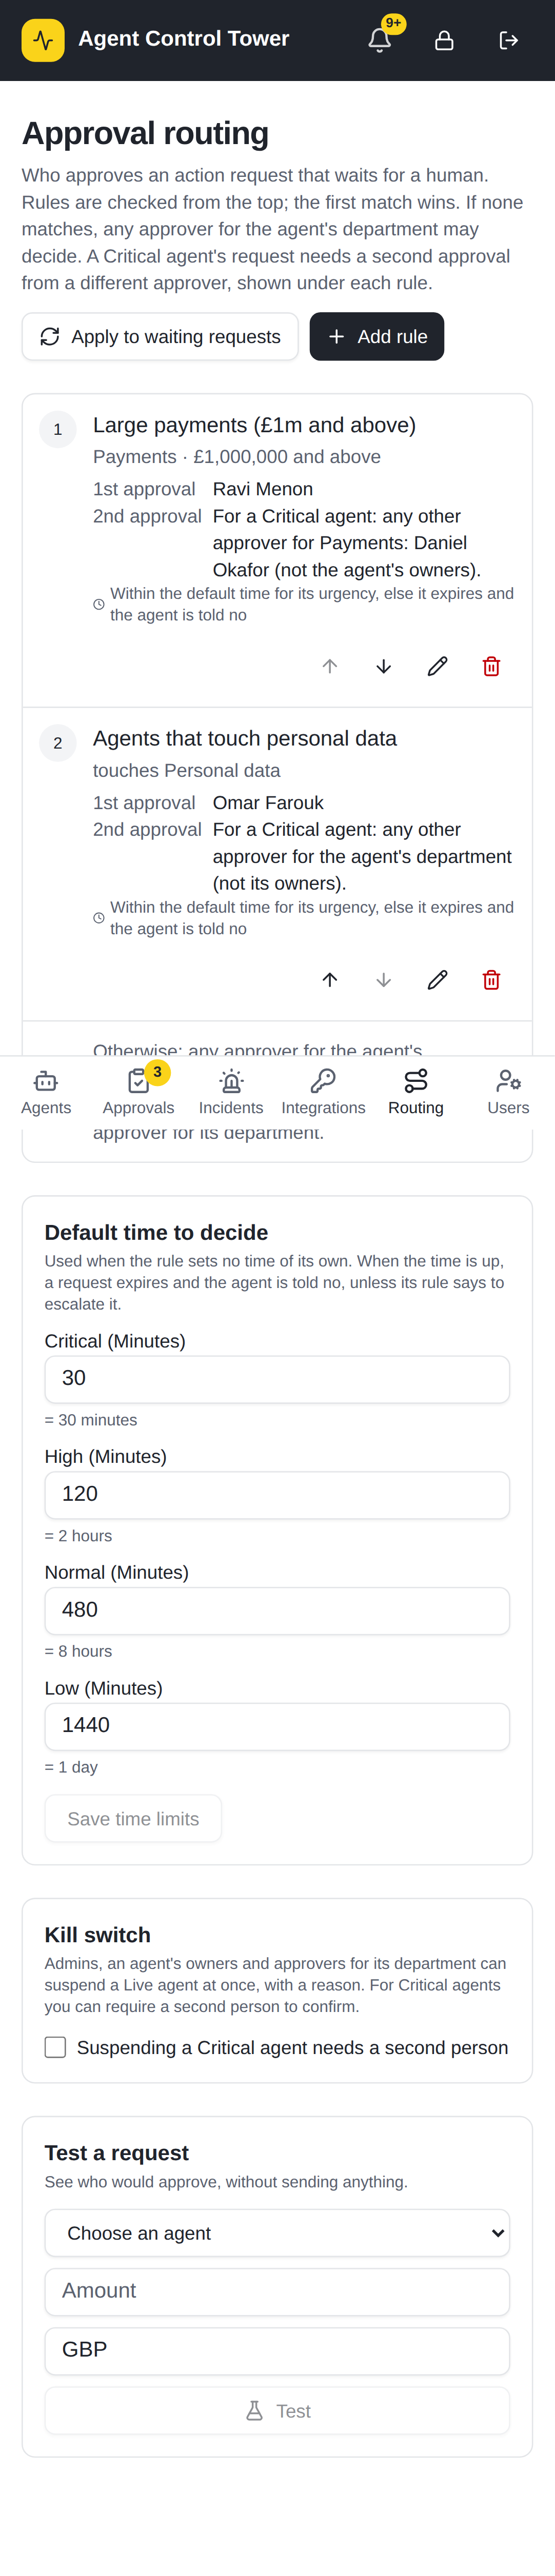 Agent Control Tower
9+
Approval routing
Who approves an action request that waits for a human.
Rules are checked from the top; the first match wins. If none
matches, any approver for the agent's department may
decide. A Critical agent's request needs a second approval
from a different approver, shown under each rule.
Apply to waiting requests
Add rule
1
Large payments (£1m and above)
Payments · £1,000,000 and above
1st approval Ravi Menon
2nd approval For a Critical agent: any other
approver for Payments: Daniel
Okafor (not the agent's owners).
Within the default time for its urgency, else it expires and
the agent is told no
2
Agents that touch personal data
touches Personal data
1st approval Omar Farouk
2nd approval For a Critical agent: any other
approver for the agent's department
(not its owners).
Within the default time for its urgency, else it expires and
the agent is told no
Otherwise: any approver for the agent's
3
Agents Approvals Incidents Integrations Routing Users
approver for its department.
Default time to decide
Used when the rule sets no time of its own. When the time is up,
a request expires and the agent is told no, unless its rule says to
escalate it.
Critical (Minutes)
30
= 30 minutes
High (Minutes)
120
= 2 hours
Normal (Minutes)
480
= 8 hours
Low (Minutes)
1440
= 1 day
Save time limits
Kill switch
Admins, an agent's owners and approvers for its department can
suspend a Live agent at once, with a reason. For Critical agents
you can require a second person to confirm.
Suspending a Critical agent needs a second person
Test a request
See who would approve, without sending anything.
Choose an agent
Amount
GBP
Test